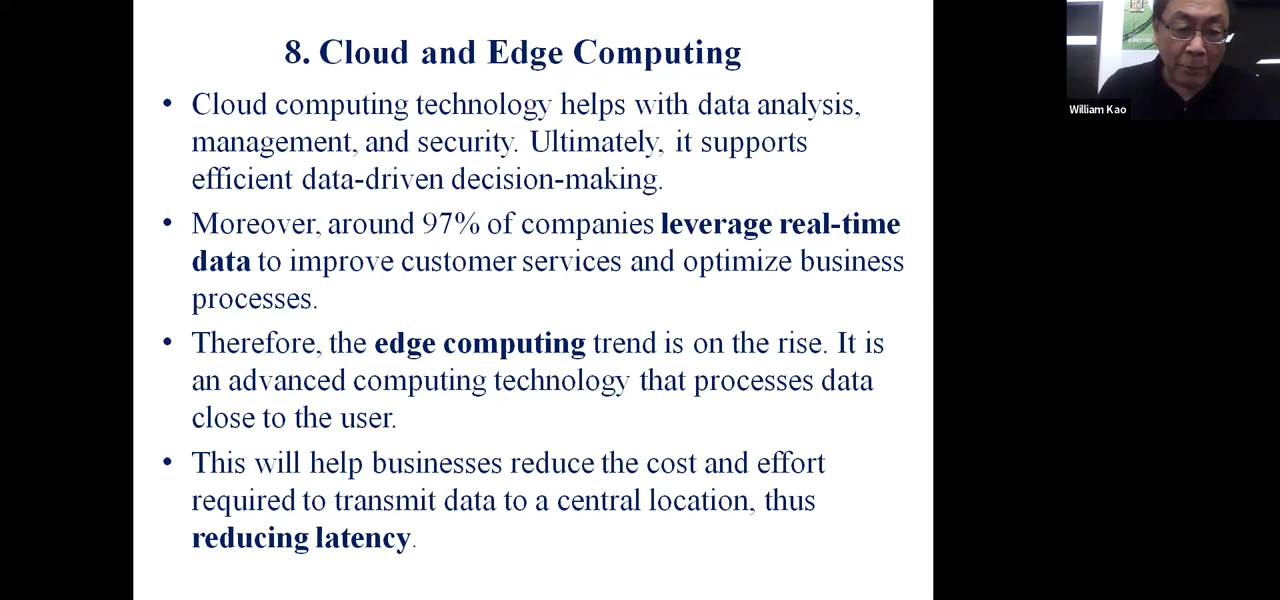 8. Cloud and Edge Computing
• Cloud computing technology helps with data analysis,
management, and security. Ultimately, it supports
efficient data-driven decision-making.
• Moreover, around 97% of companies leverage real-time
data to improve customer services and optimize business
processes.
• Therefore, the edge computing trend is on the rise. It is
an advanced computing technology that processes data
close to the user.
• This will help businesses reduce the cost and effort
required to transmit data to a central location, thus
reducing latency.
William Kao